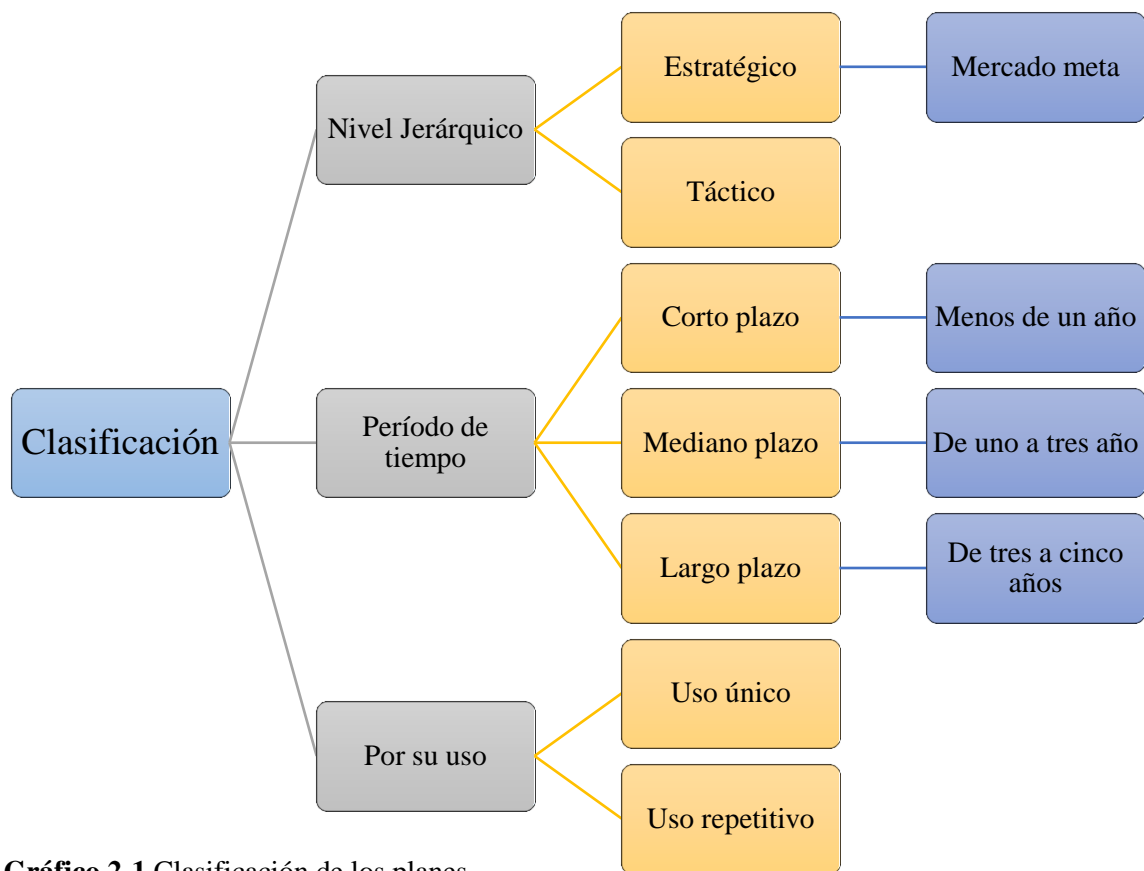 Clasificación
Nivel Jerárquico
Estratégico
Mercado meta
Táctico
Período de
tiempo
Corto plazo
Menos de un año
Mediano plazo
De uno a tres año
Largo plazo
De tres a cinco
años
Por su uso
Uso único
Uso repetitivo
Gráfico 2-1 Clasificación de los planes